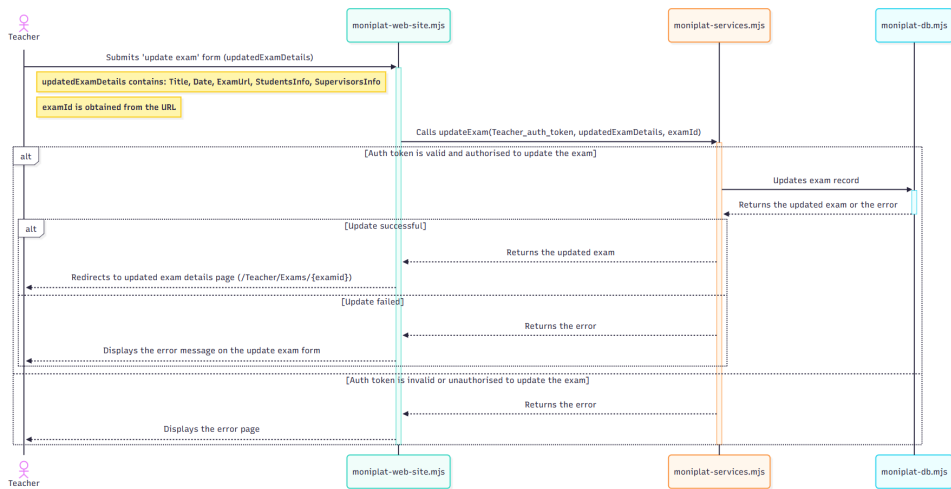 Teacher
moniplat-web-site.mjs
moniplat-services.mjs
moniplat-db.mjs
Submits 'update exam' form (updatedExamDetails)
updatedExamDetails contains: Title, Date, ExamUrl, StudentsInfo, SupervisorsInfo
examId is obtained from the URL
Calls updateExam(Teacher_auth_token, updatedExamDetails, examId)
alt
[Auth token is valid and authorised to update the exam]
Updates exam record
Returns the updated exam or the error
alt
[Update successful]
Returns the updated exam
Redirects to updated exam details page (/Teacher/Exams/{examid})
[Update failed]
Returns the error
Displays the error message on the update exam form
[Auth token is invalid or unauthorised to update the exam]
Returns the error
Displays the error page
Teacher
moniplat-web-site.mjs
moniplat-services.mjs
moniplat-db.mjs